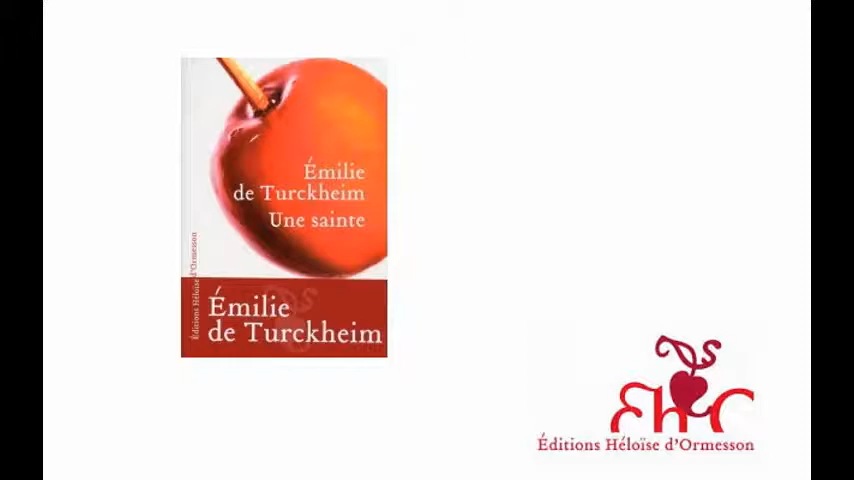 Émilie
de Turckheim
Une sainte
Éditions Héloïse d'Ormesson
Émilie
de Turckheim
Éditions Héloïse d'Ormesson